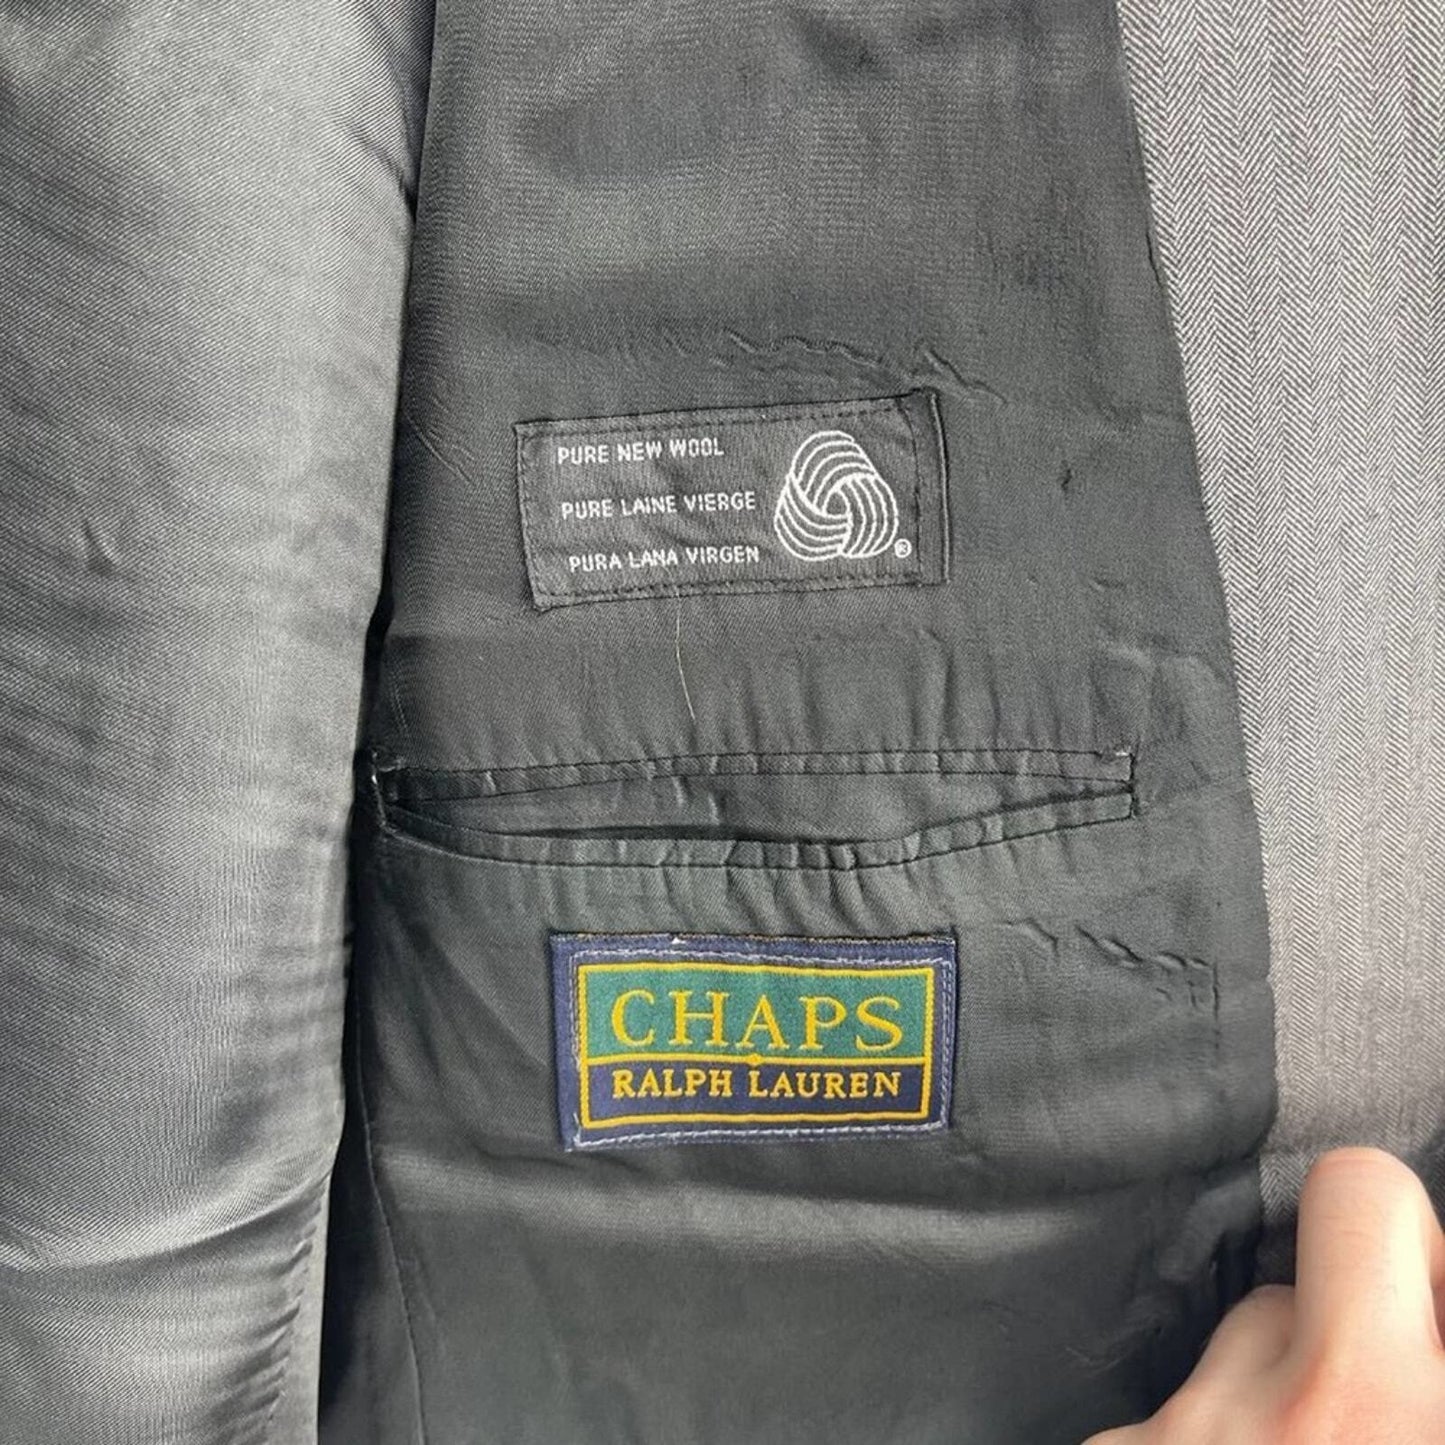 PURE NEW WOOL
PURE LAINE VIERGE
PURA LANA VIRGEN
®
CHAPS
RALPH LAUREN